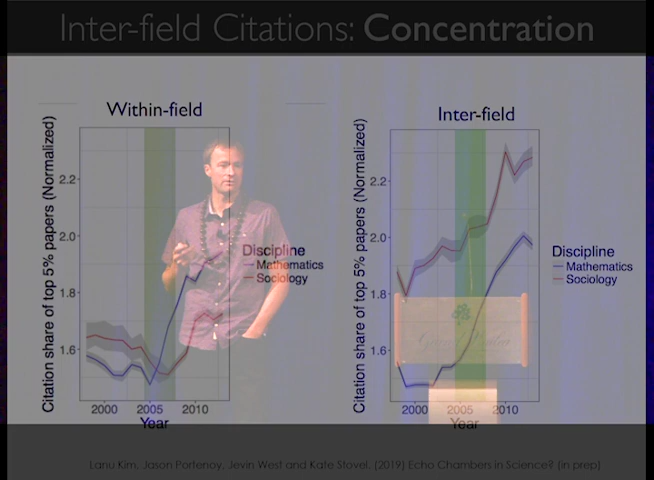 Inter-field Citations: Concentration
Within-field
Citation share of top 5% papers (Normalized)
2.2
2.0
1.8
1.6
2000
2005
2010
Year
Discipline
Mathematics
Sociology
Inter-field
Citation share of top 5% papers (Normalized)
2.2
2.0
1.8
1.6
2000
2005
2010
Year
Discipline
Mathematics
Sociology
Lanu Kim, Jason Portenoy, Jevin West and Kate Stovel. (2019) Echo Chambers in Science? (in prep)